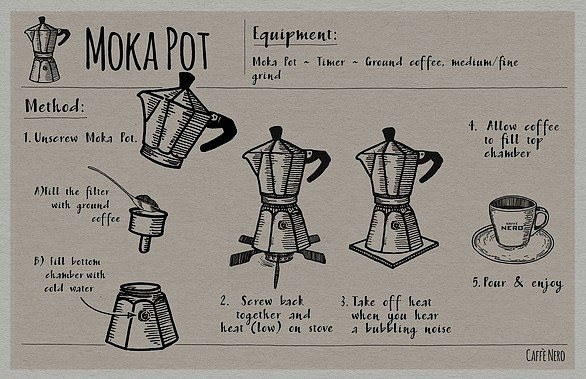 MOKA POT
Equipment:
Moka Pot ~ Timer ~ Ground coffee, medium/fine
grind
Method:
1. Unscrew Moka Pot.
A) Fill the filter
with ground
coffee
B) Fill bottom
chamber with
cold water
2. Screw back
together and
heat (low) on stove
3. Take off heat
when you hear
a bubbling noise
4. Allow coffee
to fill top
chamber
CAFFÈ
NERO
5. Pour & enjoy
CAFFÈ NERO